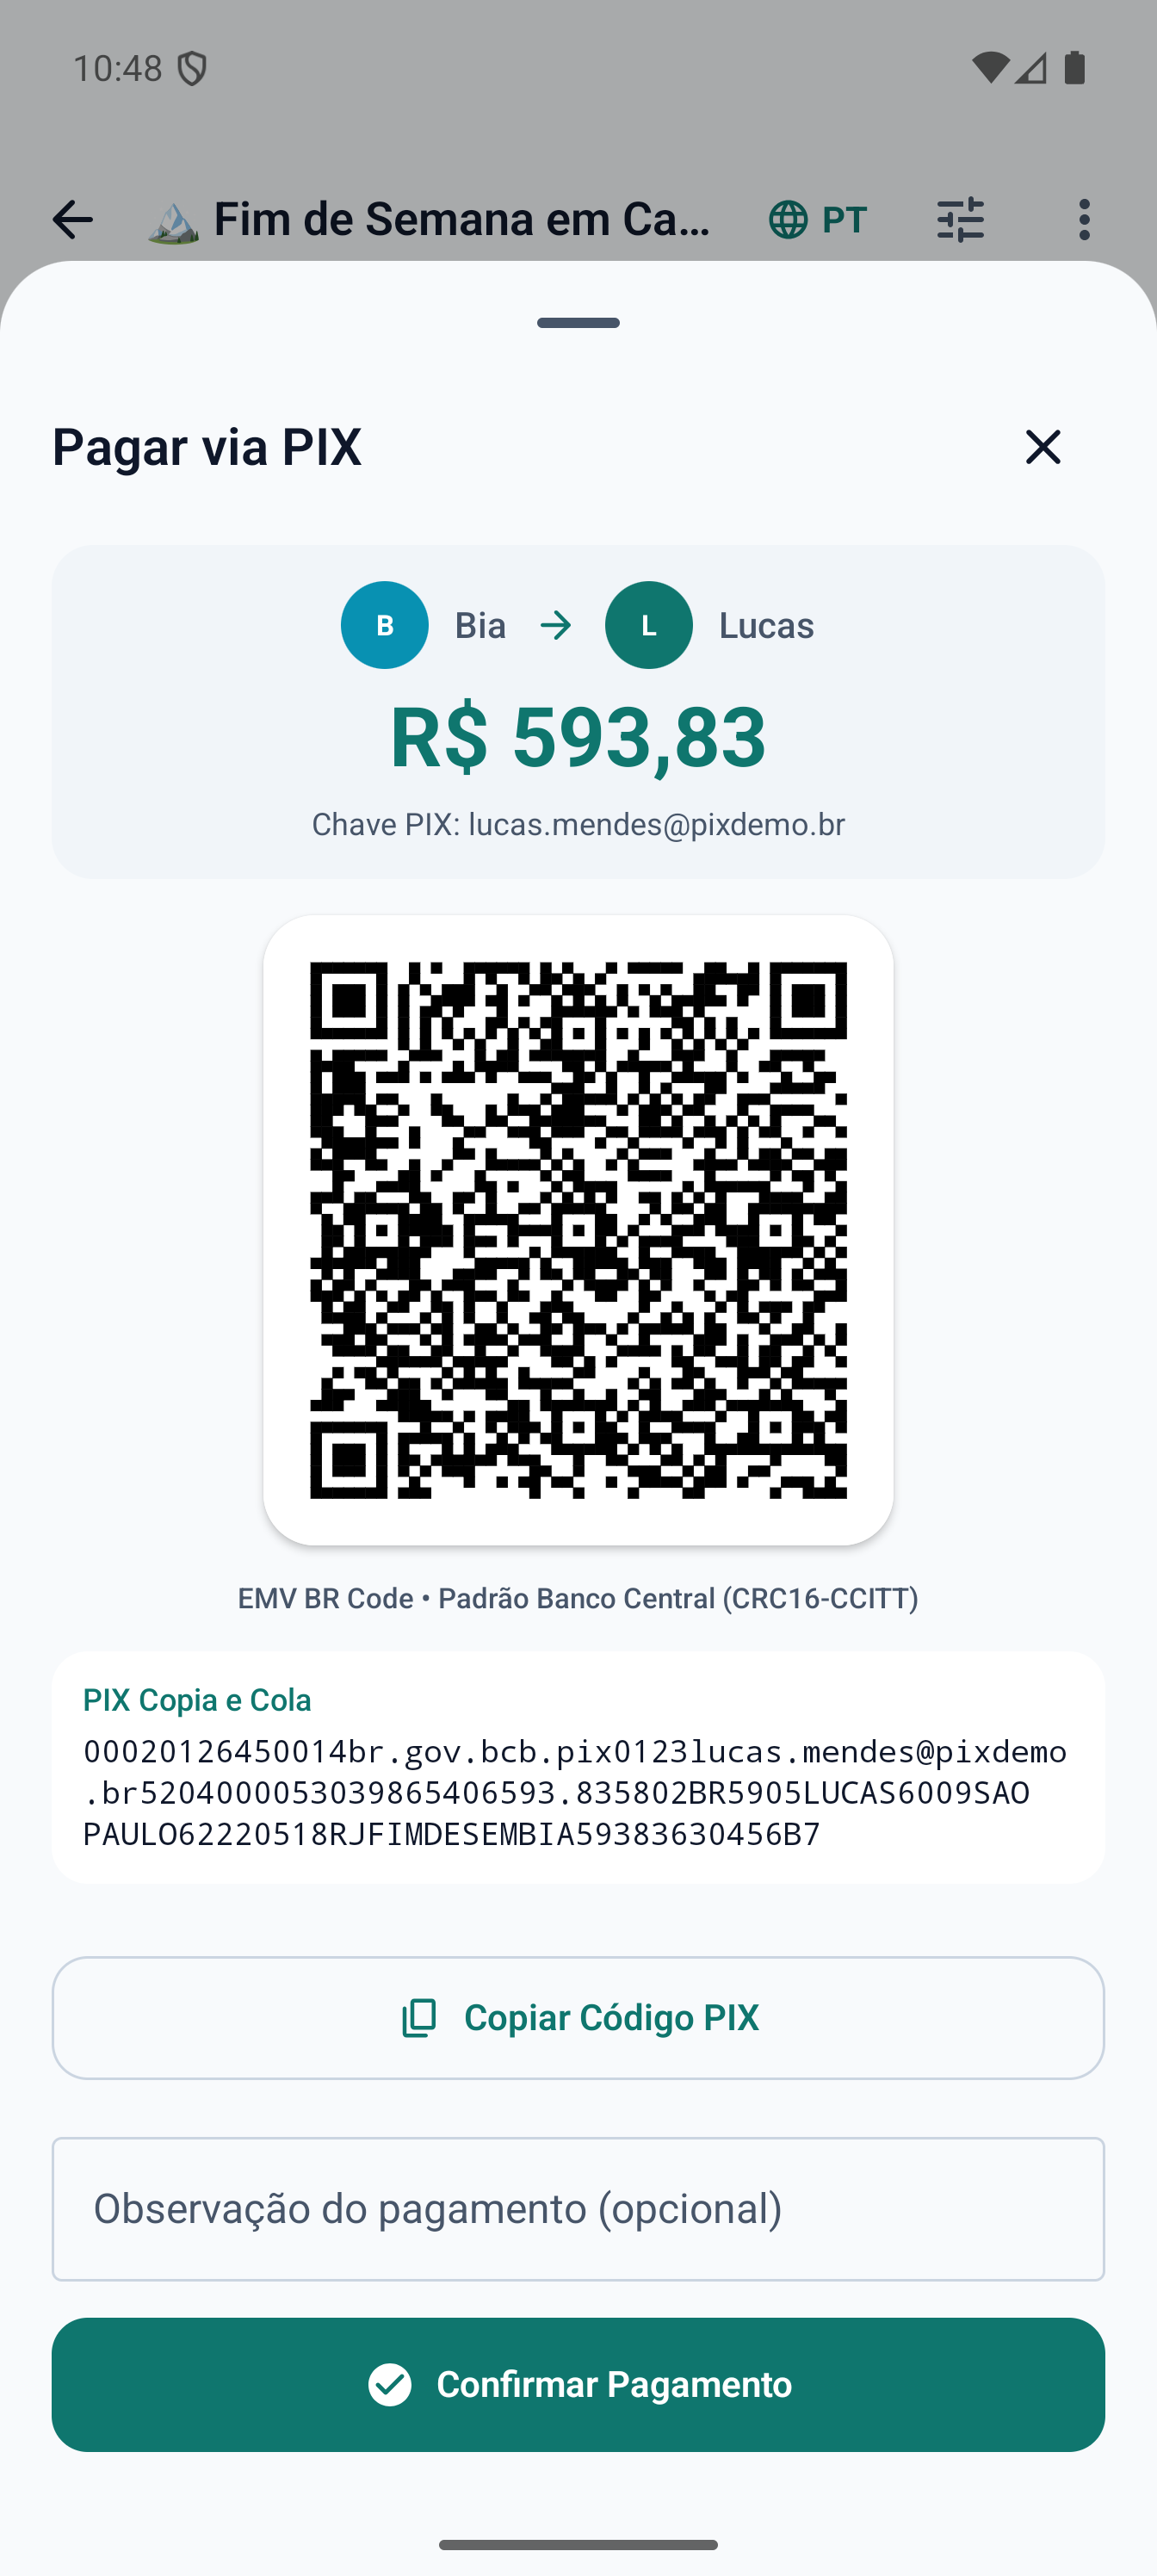 10:48
Fim de Semana em Ca...
PT
Pagar via PIX
B Bia → L Lucas
R$ 593,83
Chave PIX: lucas.mendes@pixdemo.br
EMV BR Code • Padrão Banco Central (CRC16-CCITT)
PIX Copia e Cola
00020126450014br.gov.bcb.pix0123lucas.mendes@pixdemo
.br5204000053039865406593.835802BR5905LUCAS6009SAO
PAULO62220518RJFIMDESEMBIA59383630456B7
Copiar Código PIX
Observação do pagamento (opcional)
Confirmar Pagamento